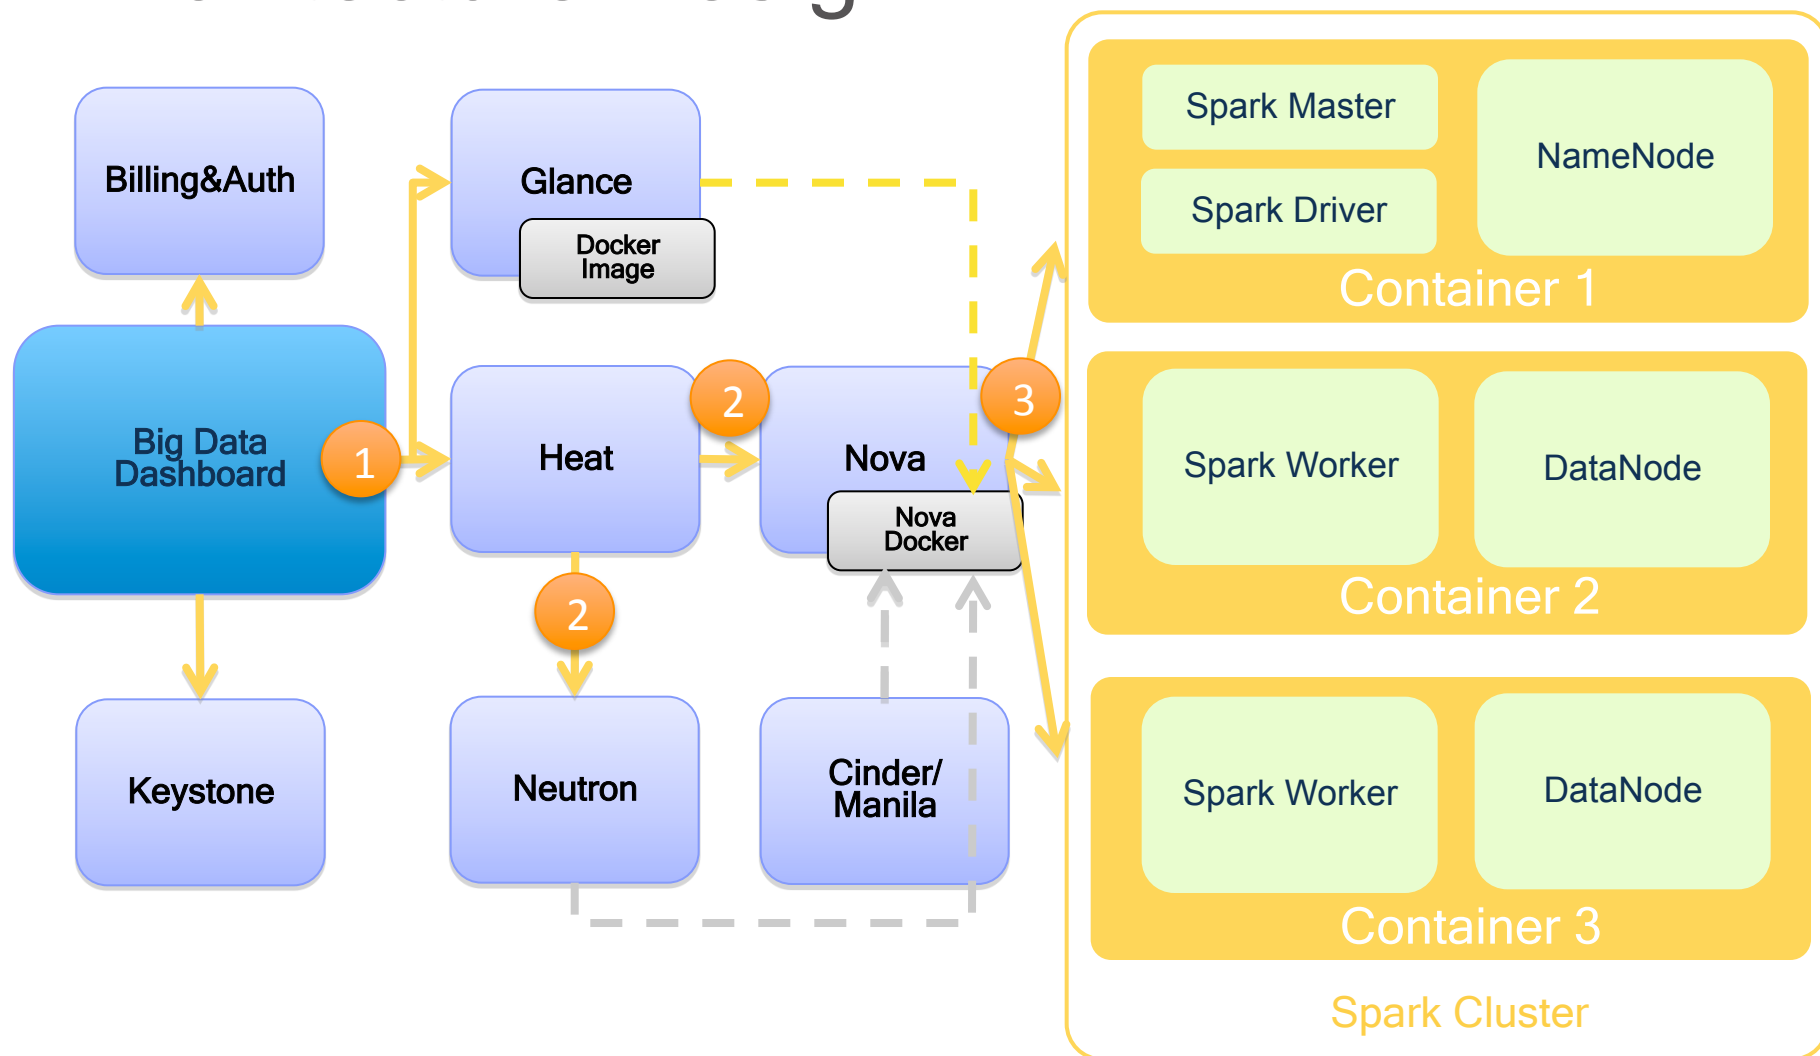 Billing&Auth
Glance
Docker
Image
Big Data
Dashboard
1
Heat
2
Nova
Nova
Docker
3
2
Keystone
Neutron
Cinder/
Manila
Spark Master
Spark Driver
NameNode
Container 1
Spark Worker
DataNode
Container 2
Spark Worker
DataNode
Container 3
Spark Cluster